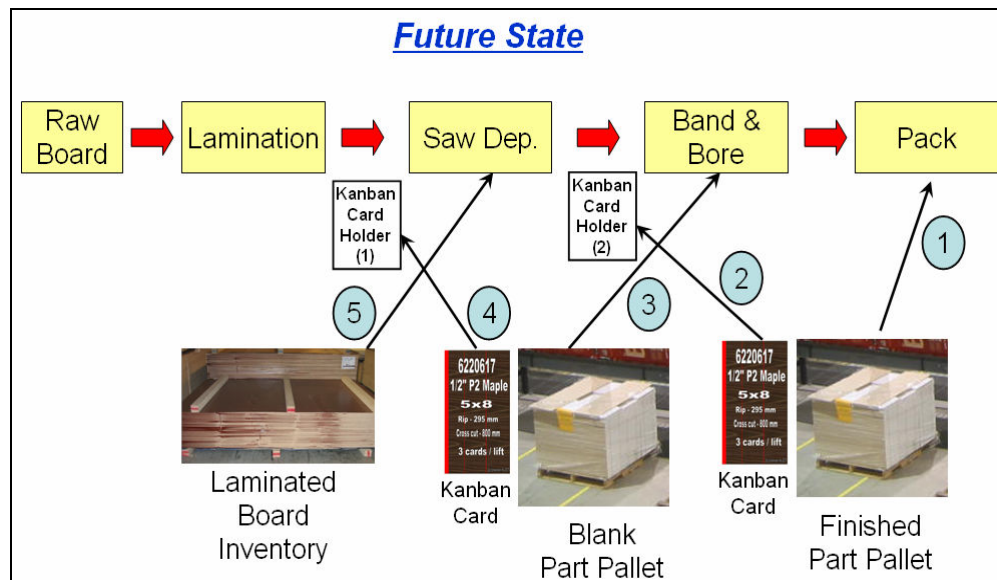 Future State
Raw
Board
Lamination
Saw Dep.
Band &
Bore
Pack
Kanban
Card
Holder
(1)
Kanban
Card
Holder
(2)
1
2
3
4
5
6220617
1/2" P2 Maple
5x8
Rip - 295 mm
Cross cut - 800 mm
3 cards / lift
6220617
1/2" P2 Maple
5x8
Rip - 295 mm
Cross cut - 800 mm
3 cards / lift
Laminated
Board
Inventory
Kanban
Card
Blank
Part Pallet
Kanban
Card
Finished
Part Pallet